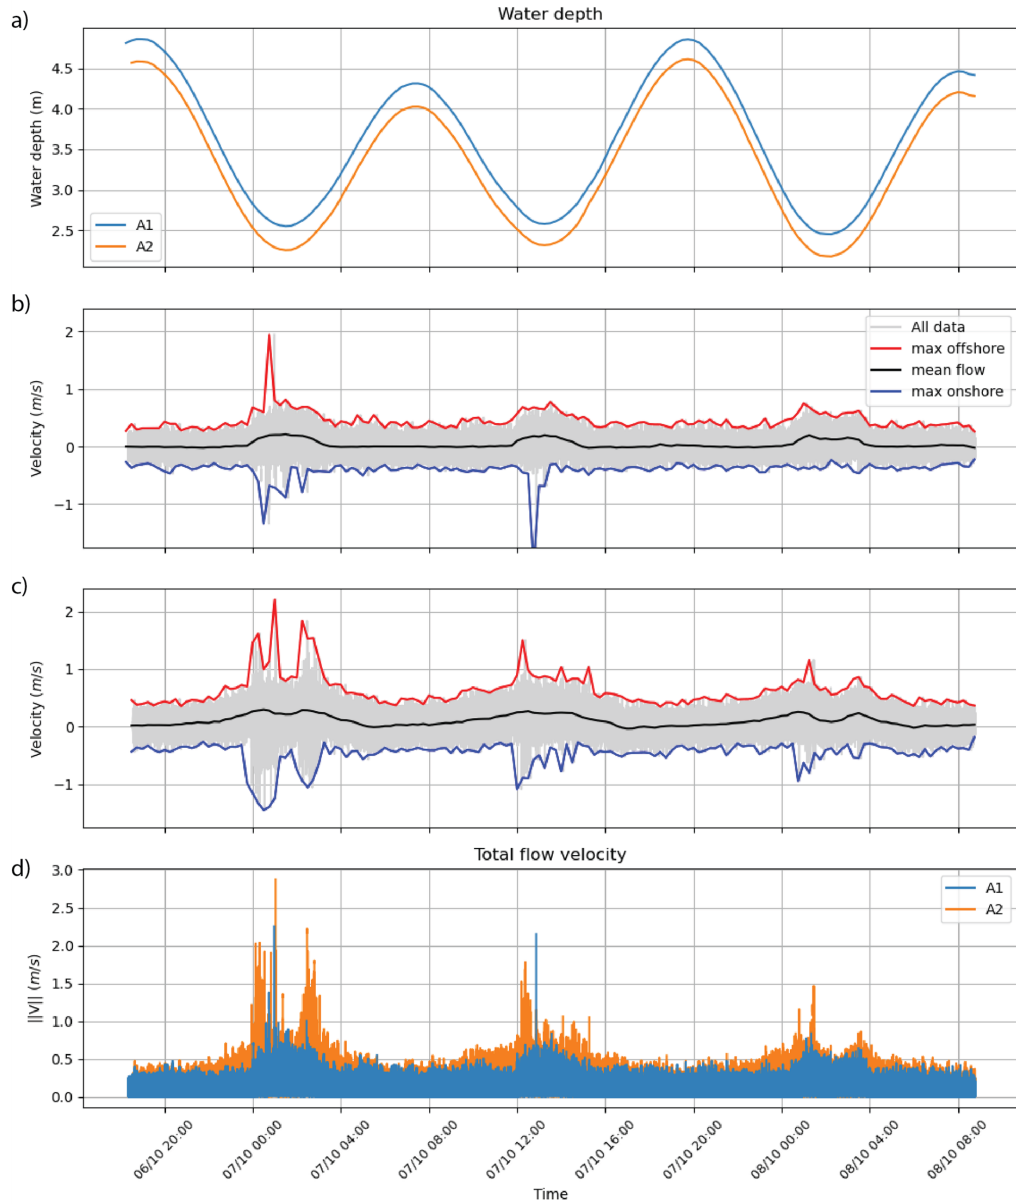 a)
Water depth
Water depth (m)
4.5
4.0
3.5
3.0
2.5
A1
A2
b)
Velocity (m/s)
2
1
0
−1
All data
max offshore
mean flow
max onshore
c)
Velocity (m/s)
2
1
0
−1
d)
Total flow velocity
||V|| (m/s)
3.0
2.5
2.0
1.5
1.0
0.5
0.0
A1
A2
06/10 20:00
07/10 00:00
07/10 04:00
07/10 08:00
07/10 12:00
07/10 16:00
07/10 20:00
08/10 00:00
08/10 04:00
08/10 08:00
Time